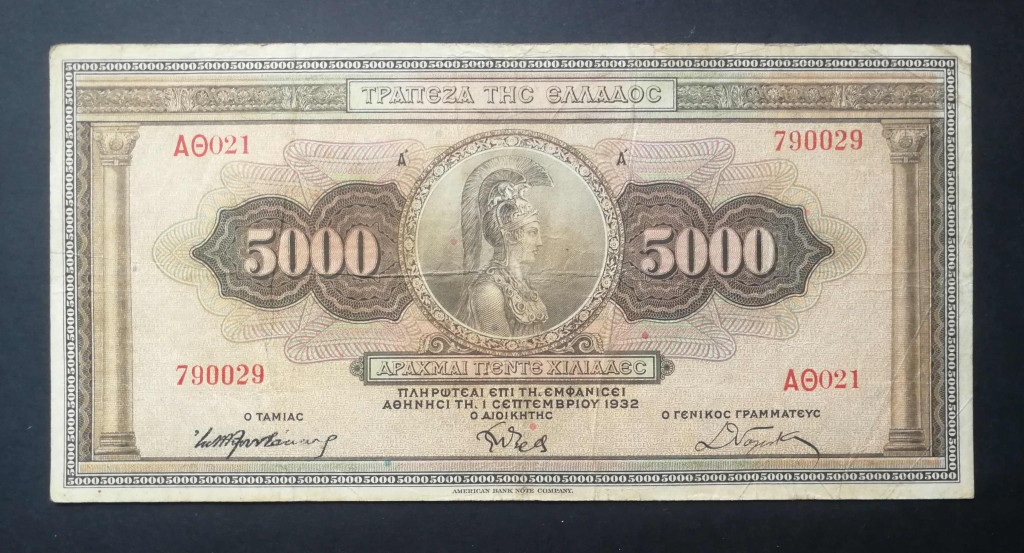 ΤΡΑΠΕΖΑ ΤΗϹ ΕΛΛΑΔΟϹ
ΑΘ021
790029
Α΄
Α΄
5000
5000
ΔΡΑΧΜΑΙ ΠΕΝΤΕ ΧΙΛΙΑΔΕϹ
790029
ΑΘ021
ΠΛΗΡΩΤΕΑΙ ΕΠΙ ΤΗ. ΕΜΦΑΝΙϹΕΙ
ΑΘΗΝΗϹΙ ΤΗ. 1 ϹΕΠΤΕΜΒΡΙΟΥ 1932
Ο ΤΑΜΙΑϹ
Ο ΔΙΟΙΚΗΤΗϹ
Ο ΓΕΝΙΚΟϹ ΓΡΑΜΜΑΤΕΥϹ
AMERICAN BANK NOTE COMPANY.